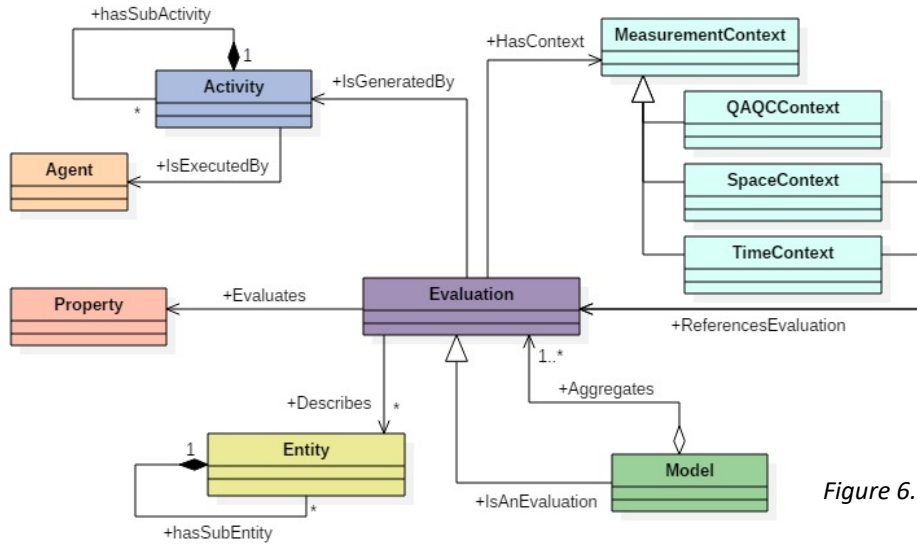 +hasSubActivity
1
Activity
*
+IsGeneratedBy
+HasContext
MeasurementContext
QAQCContext
Agent
+IsExecutedBy
SpaceContext
TimeContext
Property
+Evaluates
Evaluation
+ReferencesEvaluation
1..*
+Describes
*
+Aggregates
1
Entity
*
+hasSubEntity
Model
+IsAnEvaluation
Figure 6.